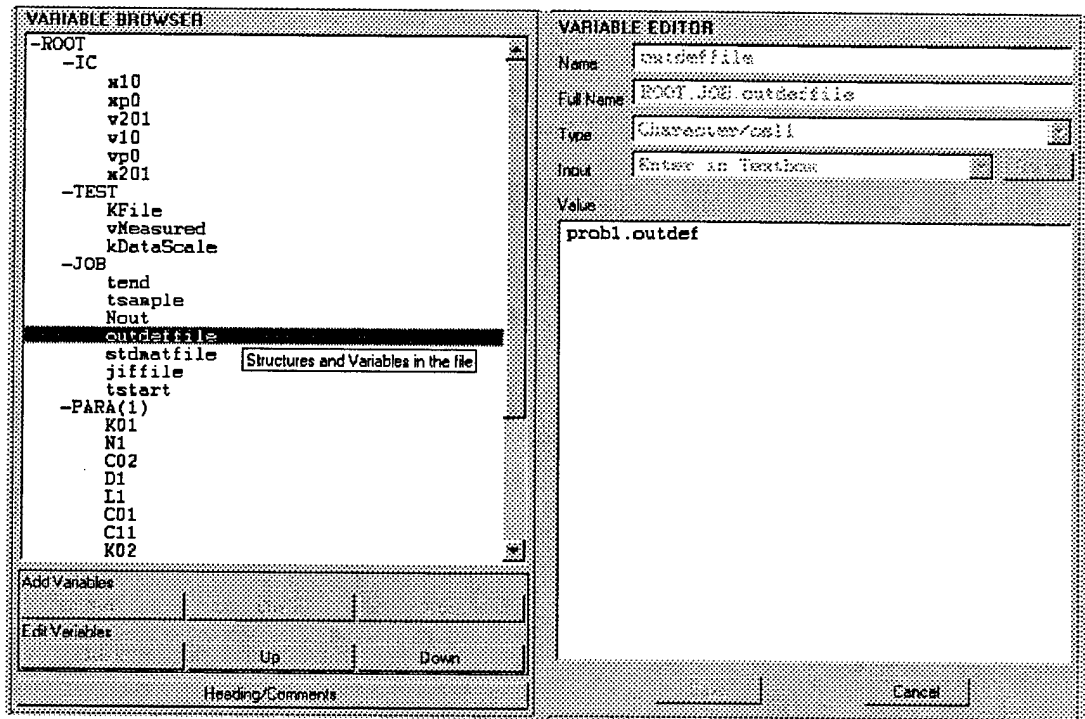 VARIABLE BROWSER
-ROOT
-IC
x10
xp0
v201
v10
vp0
x201
-TEST
KFile
vMeasured
kDataScale
-JOB
tend
tsample
Nout
outdeffile
stdmatfile
Structures and Variables in the file
jiffile
tstart
-PARA(1)
K01
N1
C02
D1
L1
C01
C11
K02
Add Variables
Edit Variables
Up Down
Heading/Comments
VARIABLE EDITOR
Name outdeffile
Full Name ROOT.JOB.outdeffile
Type Character/cell
Input Enter in Textbox
Value
prob1.outdef
Cancel